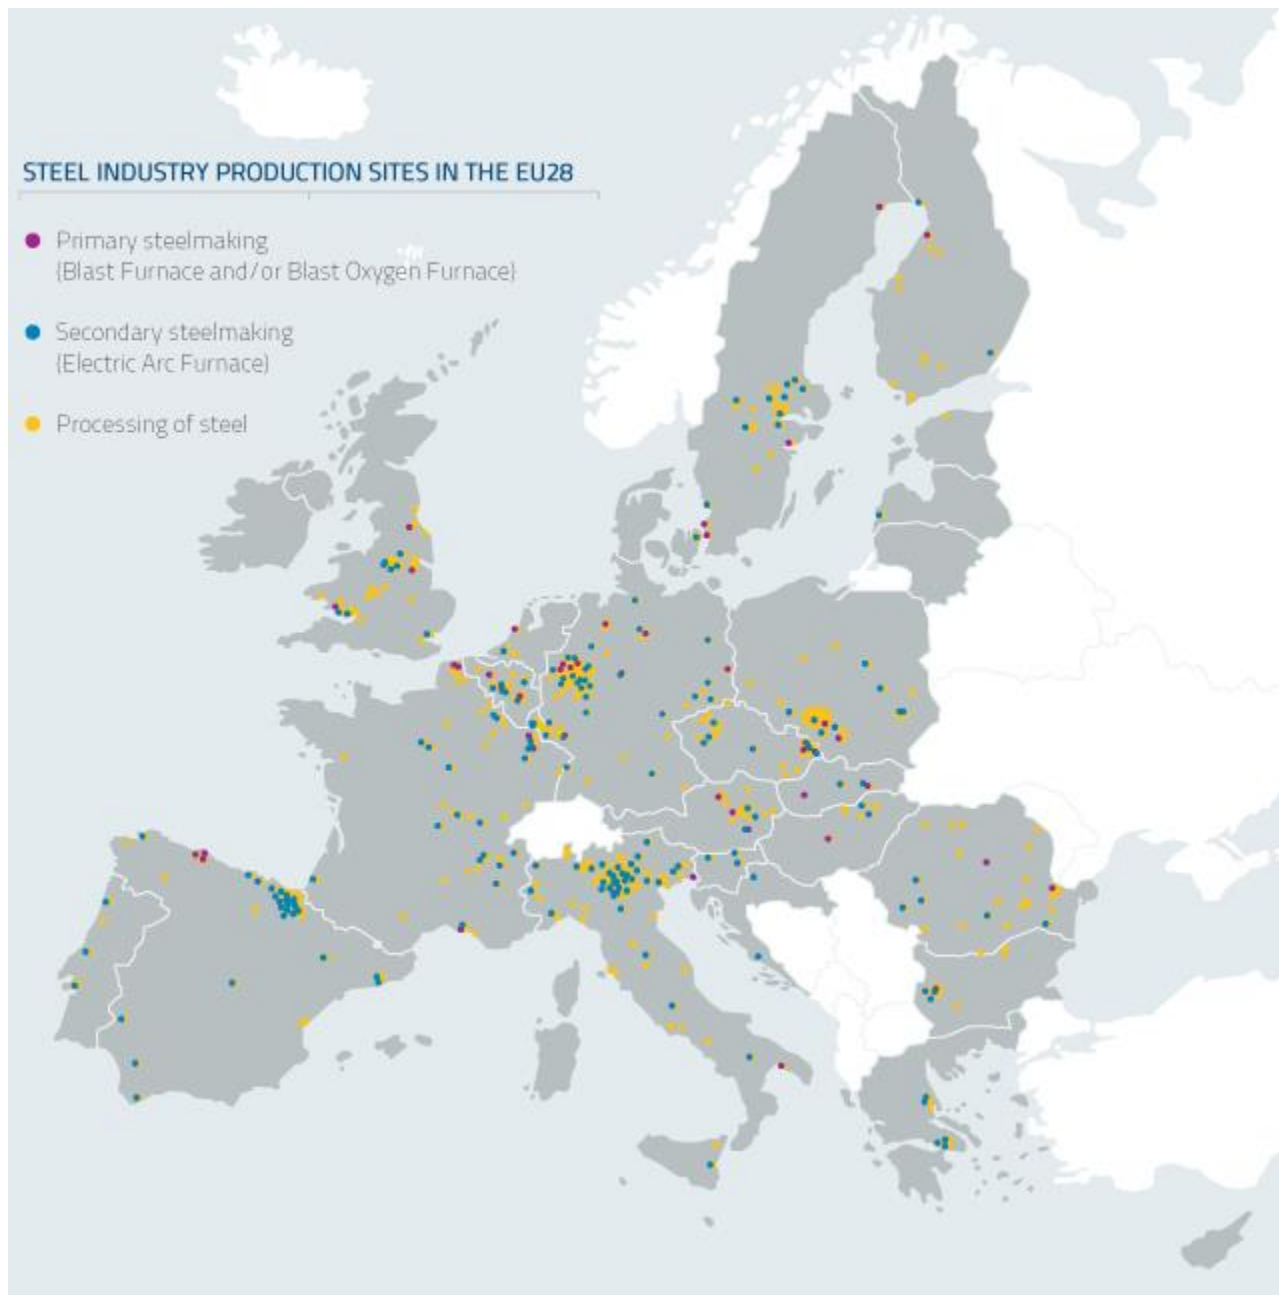 STEEL INDUSTRY PRODUCTION SITES IN THE EU28
Primary steelmaking
(Blast Furnace and/or Blast Oxygen Furnace)
Secondary steelmaking
(Electric Arc Furnace)
Processing of steel